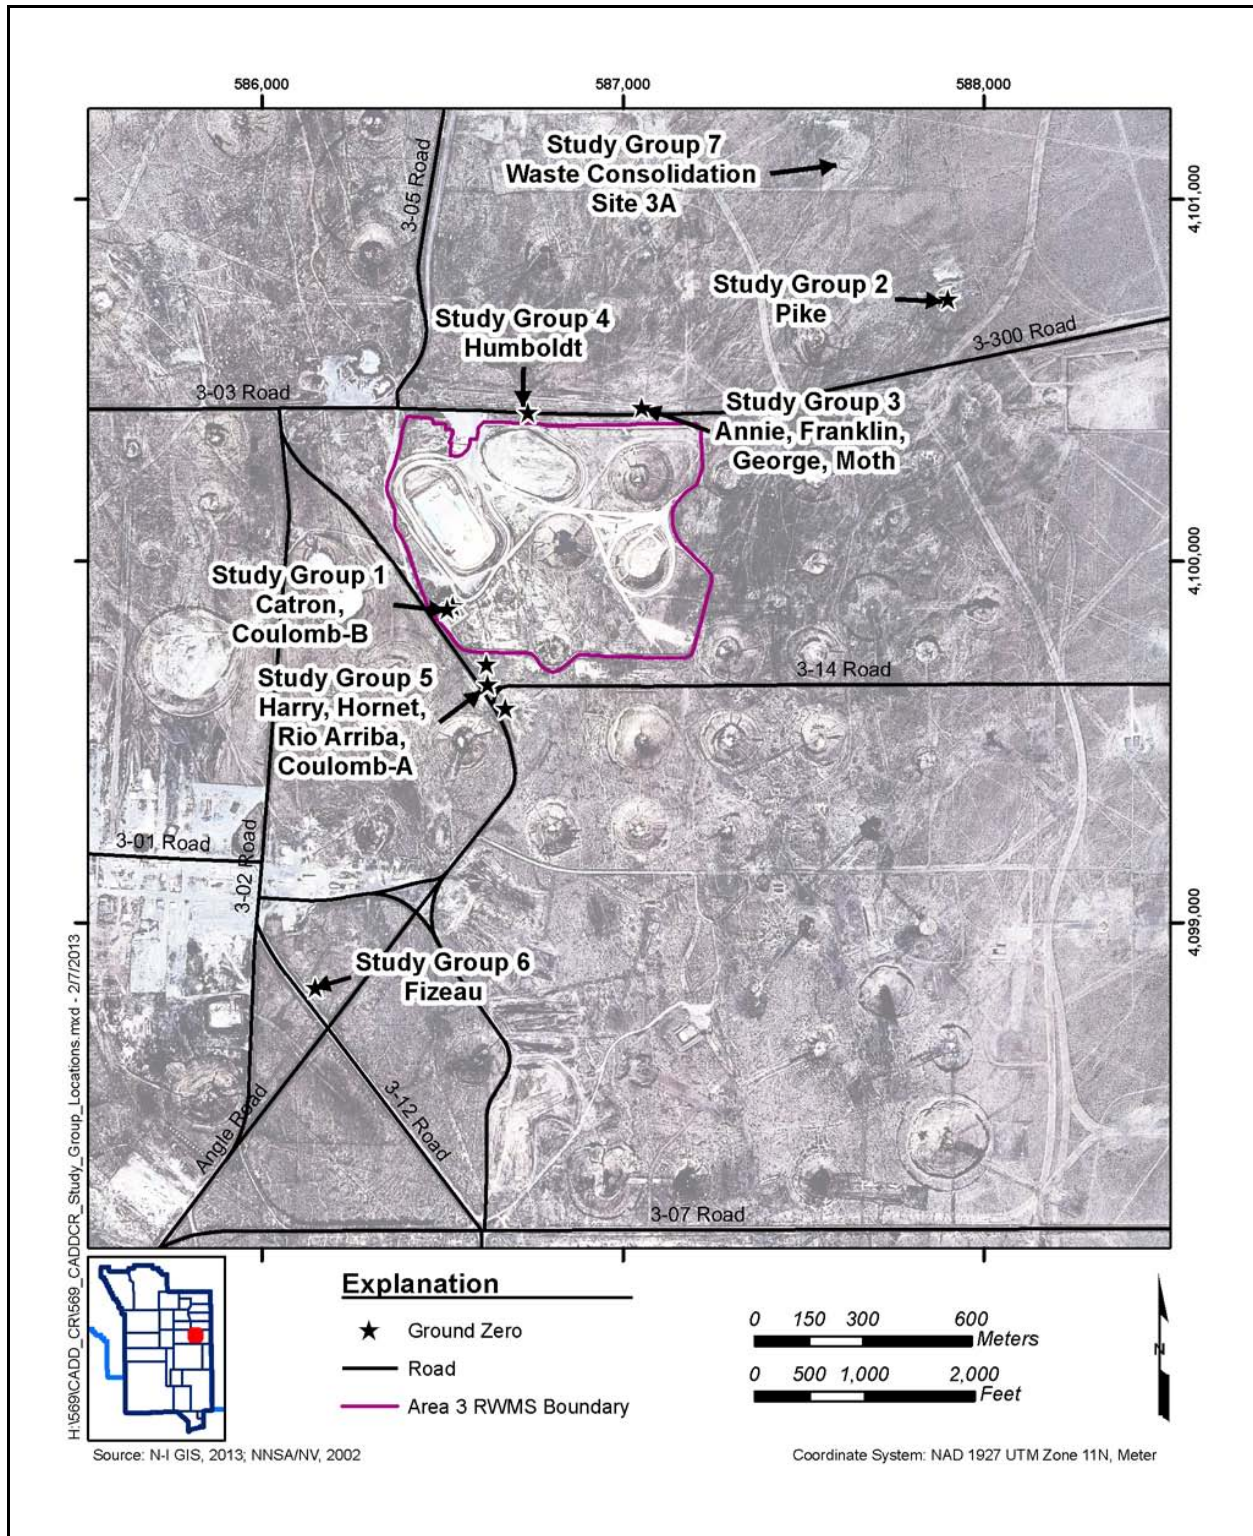 586,000
587,000
588,000
Study Group 7
Waste Consolidation
Site 3A
3-05 Road
4,101,000
Study Group 2
Pike
Study Group 4
Humboldt
3-300 Road
3-03 Road
Study Group 3
Annie, Franklin,
George, Moth
4,100,000
Study Group 1
Catron,
Coulomb-B
3-14 Road
Study Group 5
Harry, Hornet,
Rio Arriba,
Coulomb-A
3-01 Road
3-02 Road
4,099,000
Study Group 6
Fizeau
Angle Road
3-12 Road
3-07 Road
H:\569\CADD_CR\569_CADDCR_Study_Group_Locations.mxd - 2/7/2013
Explanation
Ground Zero
Road
Area 3 RWMS Boundary
0 150 300 600
Meters
0 500 1,000 2,000
Feet
N
Source: N-I GIS, 2013; NNSA/NV, 2002
Coordinate System: NAD 1927 UTM Zone 11N, Meter